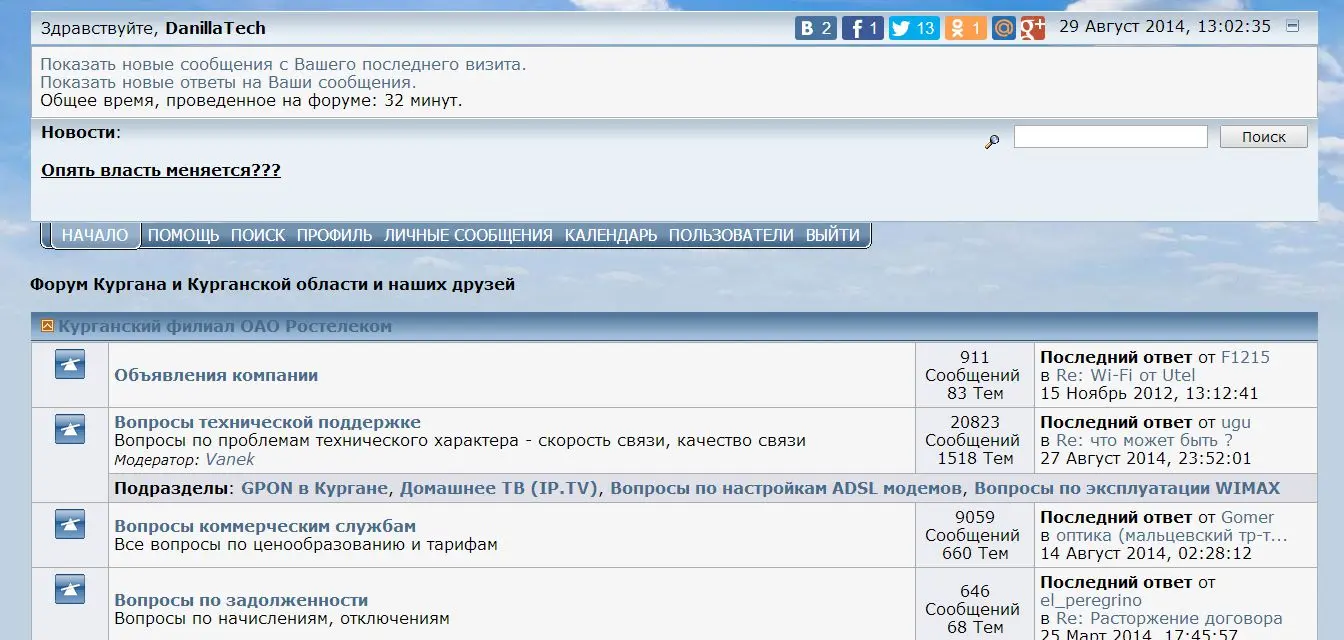 Здравствуйте, DanillaTech
B 2 f 1 13 1 @ g+ 29 Август 2014, 13:02:35
Показать новые сообщения с Вашего последнего визита.
Показать новые ответы на Ваши сообщения.
Общее время, проведенное на форуме: 32 минут.
Новости:
Поиск
Опять власть меняется???
НАЧАЛО ПОМОЩЬ ПОИСК ПРОФИЛЬ ЛИЧНЫЕ СООБЩЕНИЯ КАЛЕНДАРЬ ПОЛЬЗОВАТЕЛИ ВЫЙТИ
Форум Кургана и Курганской области и наших друзей
Курганский филиал ОАО Ростелеком
Объявления компании
911
Сообщений
83 Тем
Последний ответ от F1215
в Re: Wi-Fi от Utel
15 Ноябрь 2012, 13:12:41
Вопросы технической поддержке
Вопросы по проблемам технического характера - скорость связи, качество связи
Модератор: Vanek
20823
Сообщений
1518 Тем
Последний ответ от ugu
в Re: что может быть ?
27 Август 2014, 23:52:01
Подразделы: GPON в Кургане, Домашнее ТВ (IP.TV), Вопросы по настройкам ADSL модемов, Вопросы по эксплуатации WIMAX
Вопросы коммерческим службам
Все вопросы по ценообразованию и тарифам
9059
Сообщений
660 Тем
Последний ответ от Gomer
в оптика (мальцевский тр-т...
14 Август 2014, 02:28:12
Вопросы по задолженности
Вопросы по начислениям, отключениям
646
Сообщений
68 Тем
Последний ответ от
el_peregrino
в Re: Расторжение договора
25 Март 2014, 17:45:57